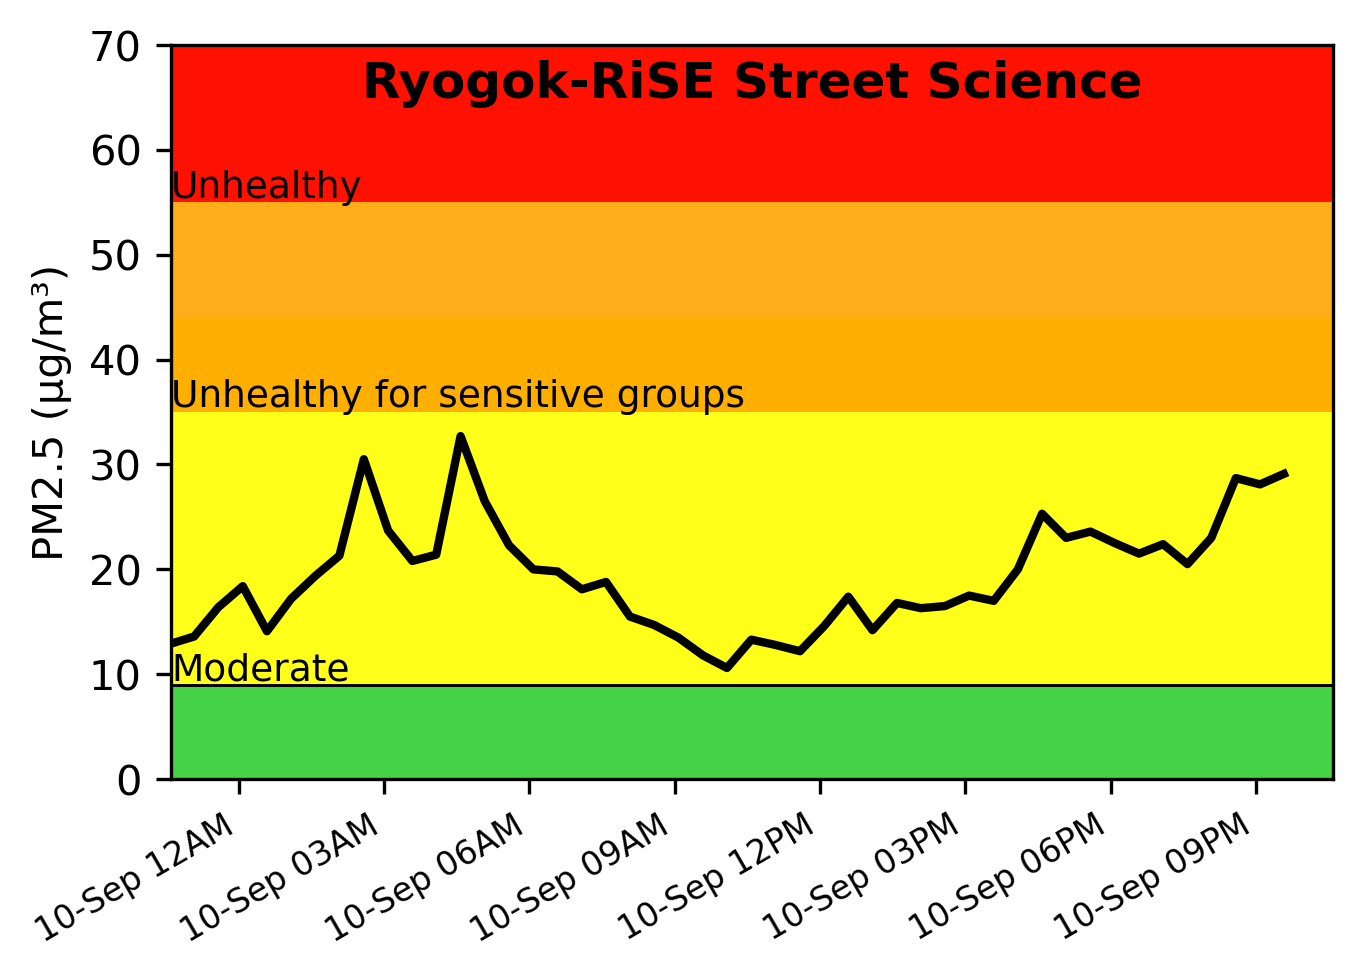 Ryogok-RiSE Street Science
PM2.5 (µg/m³)
70
60
50
40
30
20
10
0
Unhealthy
Unhealthy for sensitive groups
Moderate
10-Sep 12AM
10-Sep 03AM
10-Sep 06AM
10-Sep 09AM
10-Sep 12PM
10-Sep 03PM
10-Sep 06PM
10-Sep 09PM